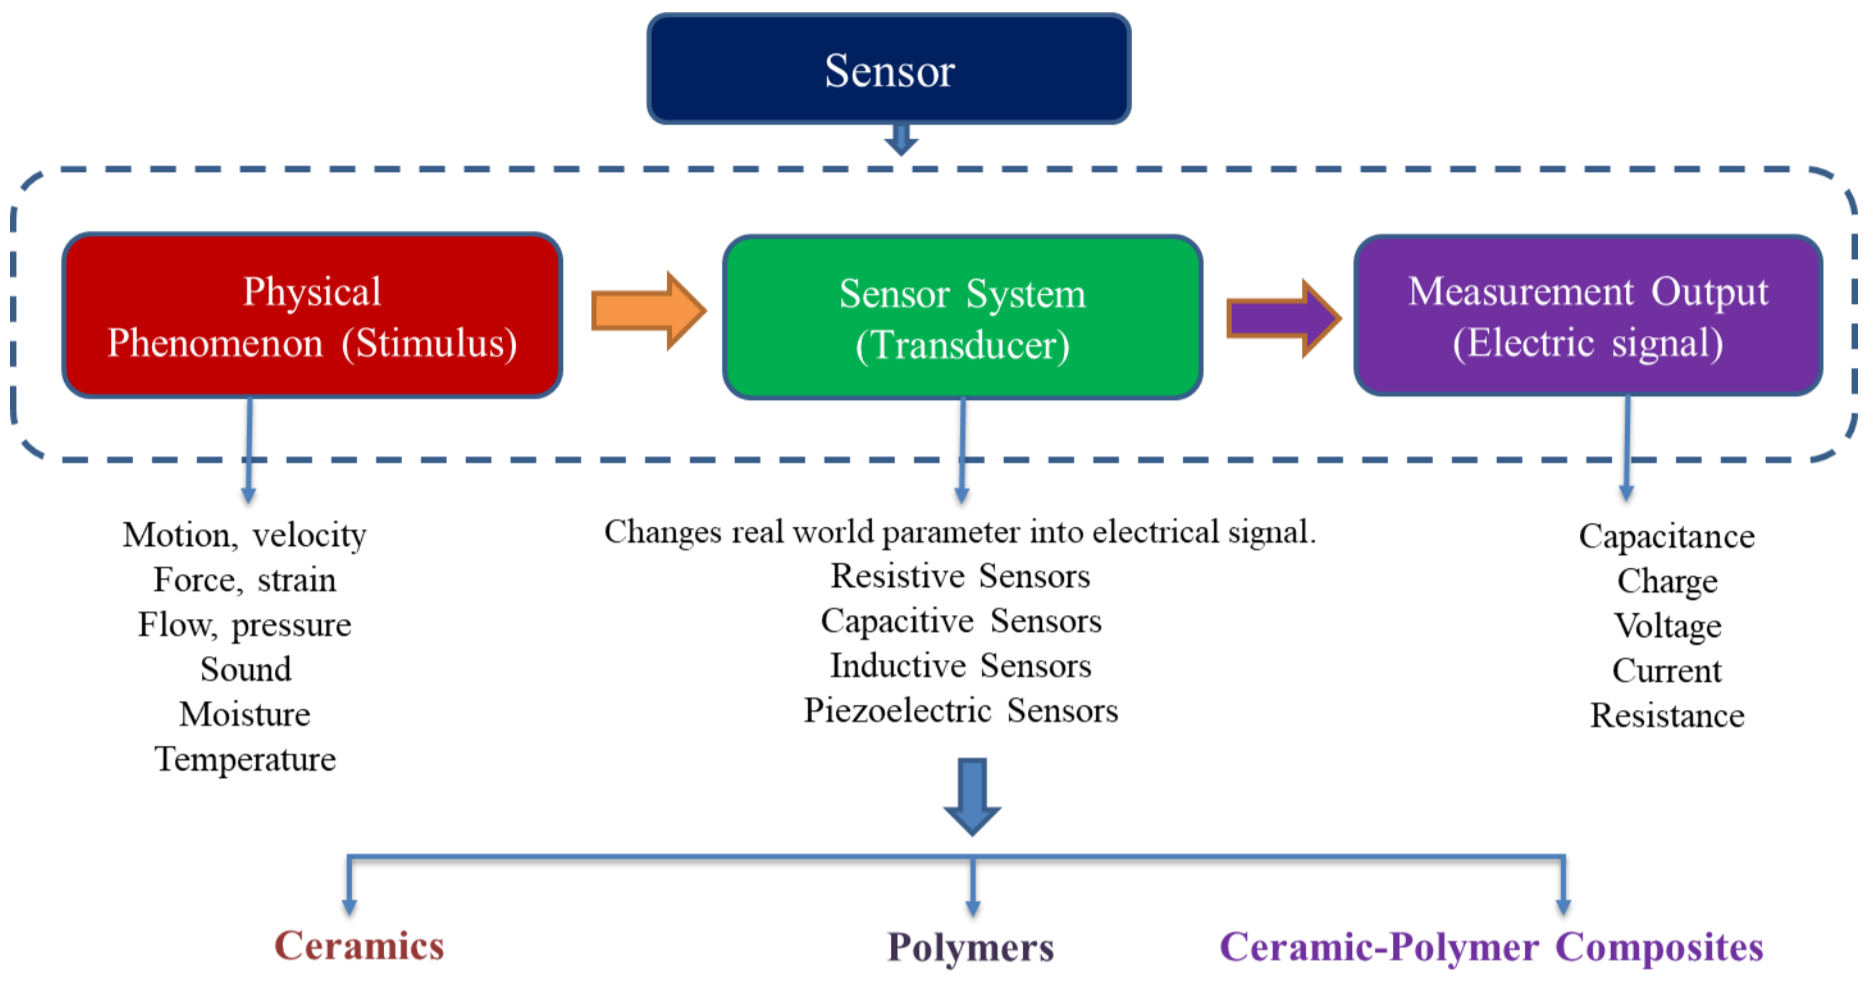 Sensor
Physical
Phenomenon (Stimulus)
Sensor System
(Transducer)
Measurement Output
(Electric signal)
Motion, velocity
Force, strain
Flow, pressure
Sound
Moisture
Temperature
Changes real world parameter into electrical signal.
Resistive Sensors
Capacitive Sensors
Inductive Sensors
Piezoelectric Sensors
Capacitance
Charge
Voltage
Current
Resistance
Ceramics
Polymers
Ceramic-Polymer Composites